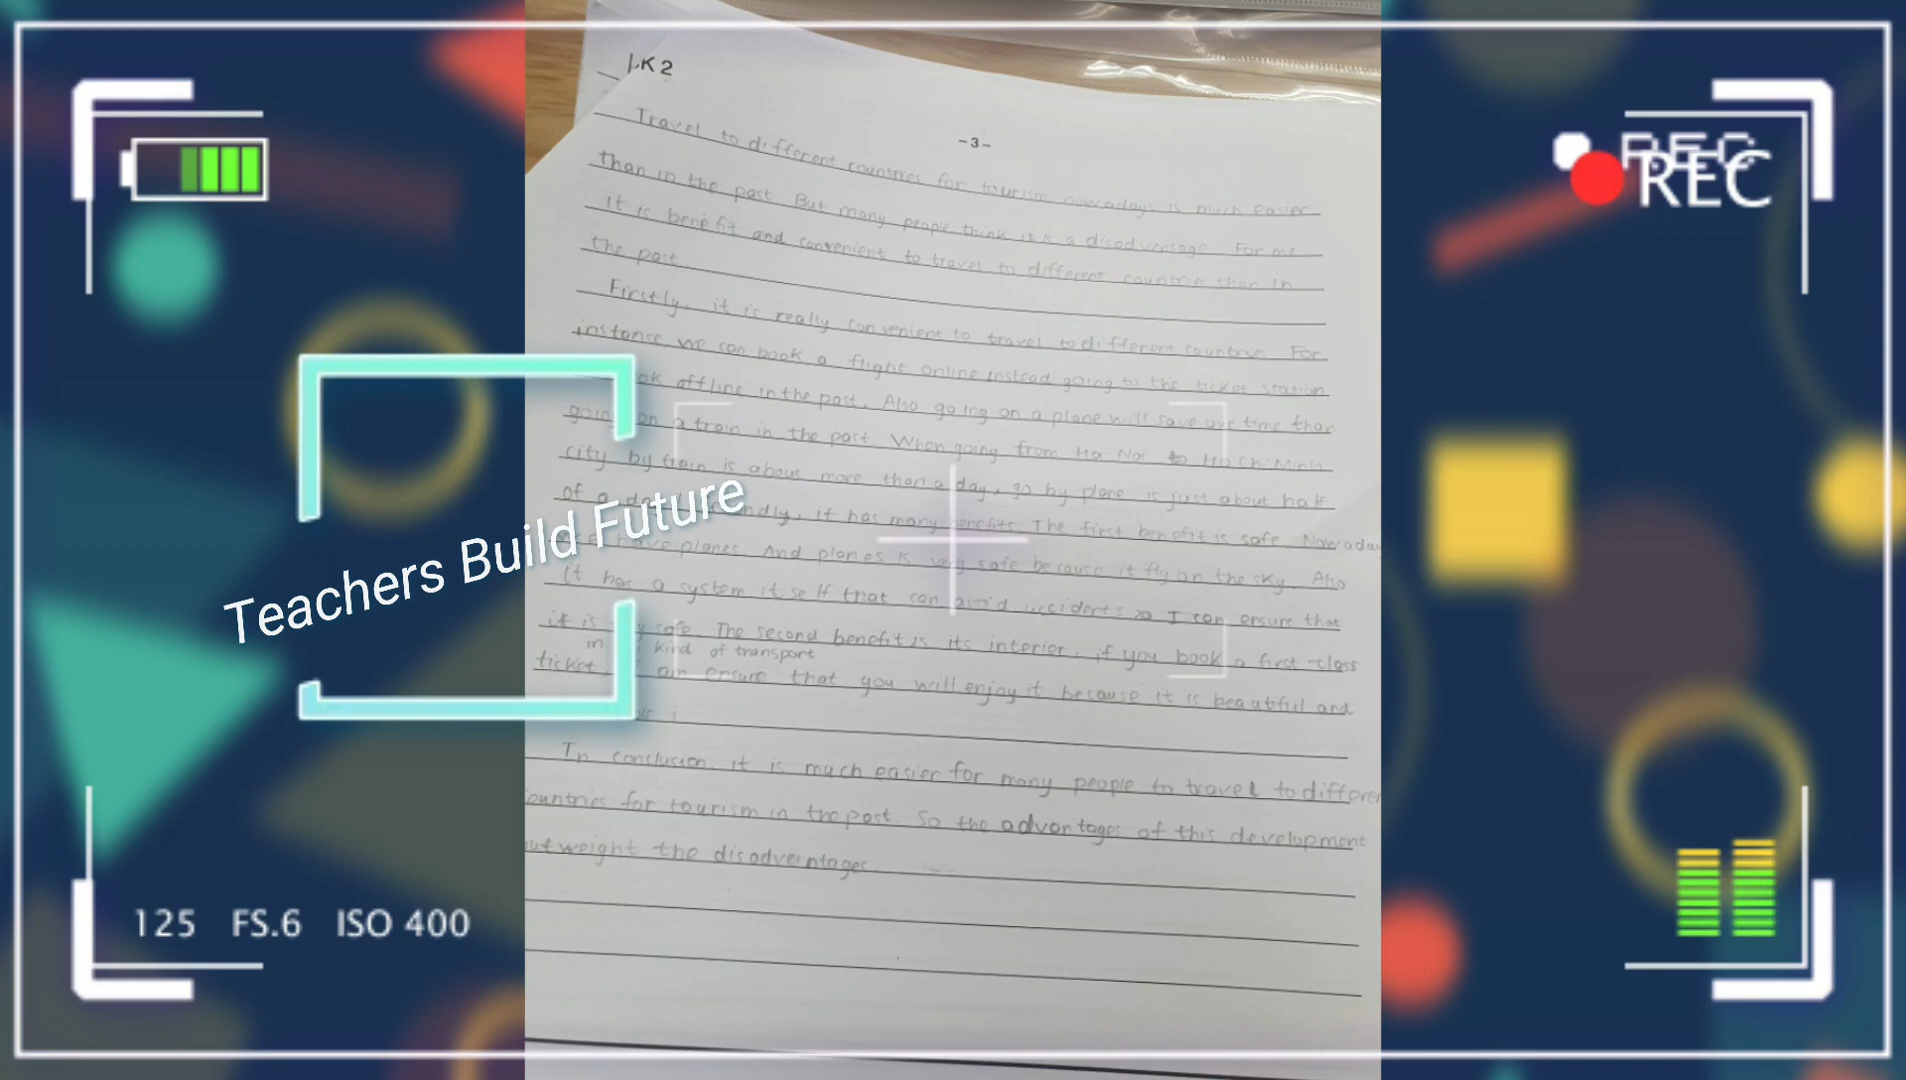 LK2
-3-
Travel to different countries for tourism nowadays is much easier
than in the past. But many people think it is a disadvertage. For me
it is benefit and convenient to travel to different countrie than in
the past
Firstly, it is really convenient to travel to different countries. For
instance we can book a flight online instead going to the ticket station
offline in the past. Also going on a plane will save our time than
going on a train in the past. When going from Ha Noi to Ho Chi Minh
city by train is about more than a day, go by plane is just about half
of a it has many benefits. The first benefit is safe. Nowaday
have planes. And planes is very safe because it fly on the sky. Also
it has a system itself that can avoid accidents so I can ensure that
it is safe. The second benefit is its interior. if you book a first-class
in kind of transport
ticket, am ensure that you will enjoy it because it is beautiful and
In conclusion, it is much easier for many people to travel to differen
countries for tourism in the past. So the advantages of this development
outweight the disadventages
Teachers Build Future
REC
REC
125 FS.6 ISO 400